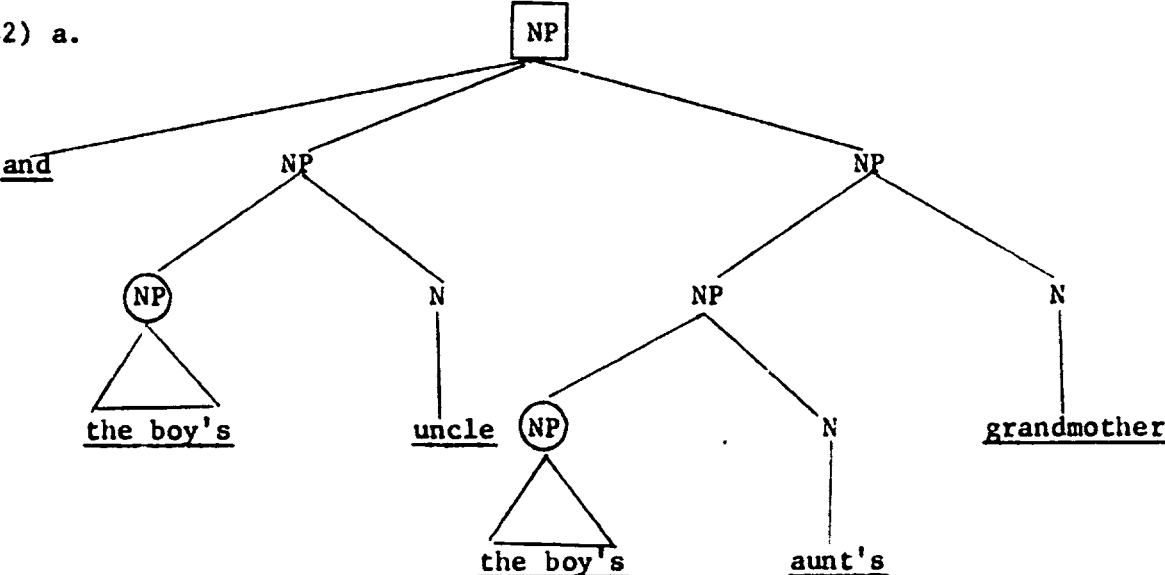 2) a.
NP
and NP NP
NP N NP N
the boy's uncle NP N grandmother
the boy's aunt's